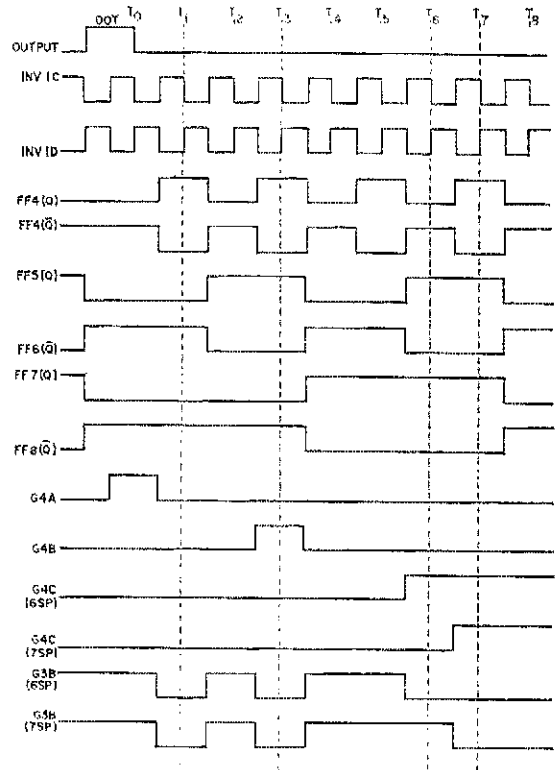 DOT T0 T1 T2 T3 T4 T5 T6 T7 T8
OUTPUT
INV 1C
INV 1D
FF4(Q)
FF4(Q̅)
FF5(Q)
FF6(Q̅)
FF7(Q)
FF8(Q̅)
G4A
G4B
G4C
(6SP)
G4C
(7SP)
G3B
(6SP)
G3B
(7SP)